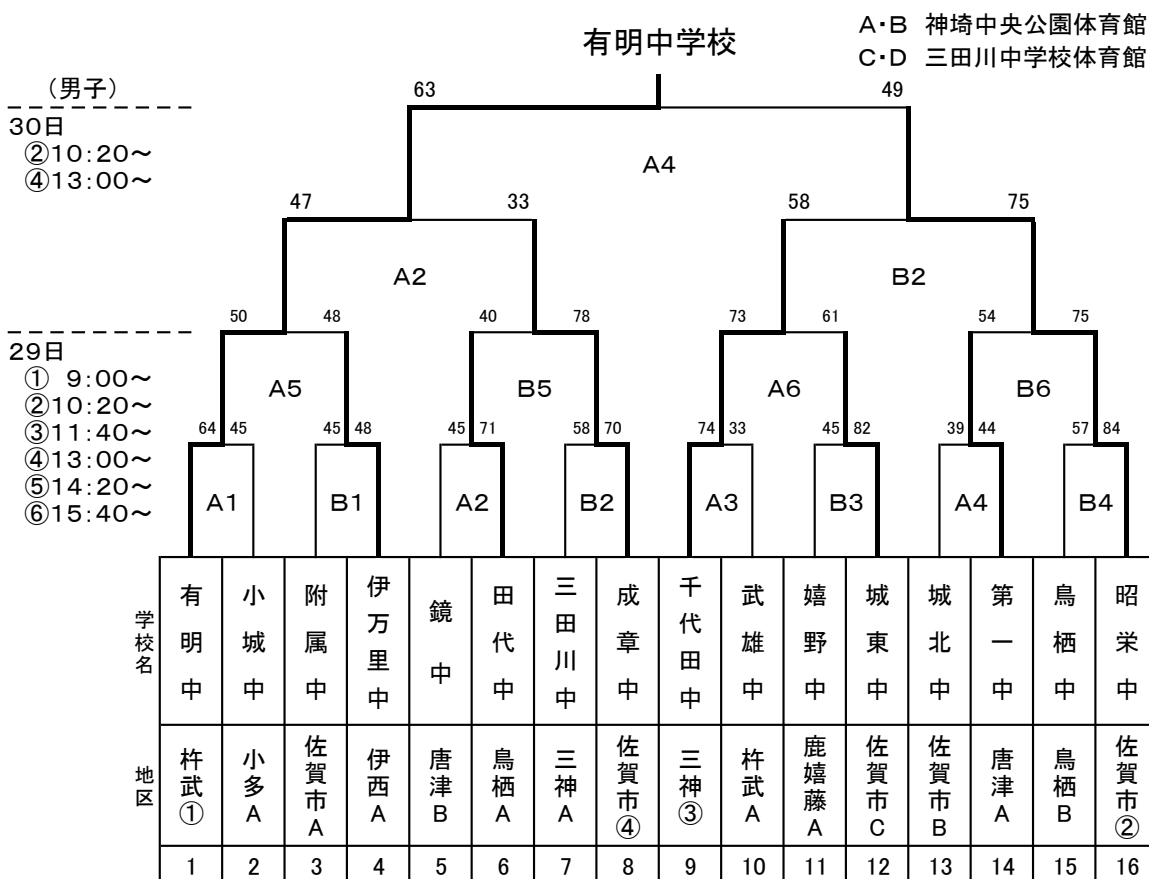 有明中学校
A・B 神埼中央公園体育館
C・D 三田川中学校体育館
（男子）
63 49
30日
②10:20～
④13:00～
A4
47 33 58 75
A2 B2
50 48 40 78 73 61 54 75
29日
① 9:00～
②10:20～
③11:40～
④13:00～
⑤14:20～
⑥15:40～
A5 B5 A6 B6
64 45 45 48 45 71 58 70 74 33 45 82 39 44 57 84
A1 B1 A2 B2 A3 B3 A4 B4
学校名
有明中 小城中 附属中 伊万里中 鏡中 田代中 三田川中 成章中 千代田中 武雄中 嬉野中 城東中 城北中 第一中 鳥栖中 昭栄中
地区
杵武① 小多A 佐賀市A 伊西A 唐津B 鳥栖A 三神A 佐賀市④ 三神③ 杵武A 鹿嬉藤A 佐賀市C 佐賀市B 唐津A 鳥栖B 佐賀市②
1 2 3 4 5 6 7 8 9 10 11 12 13 14 15 16